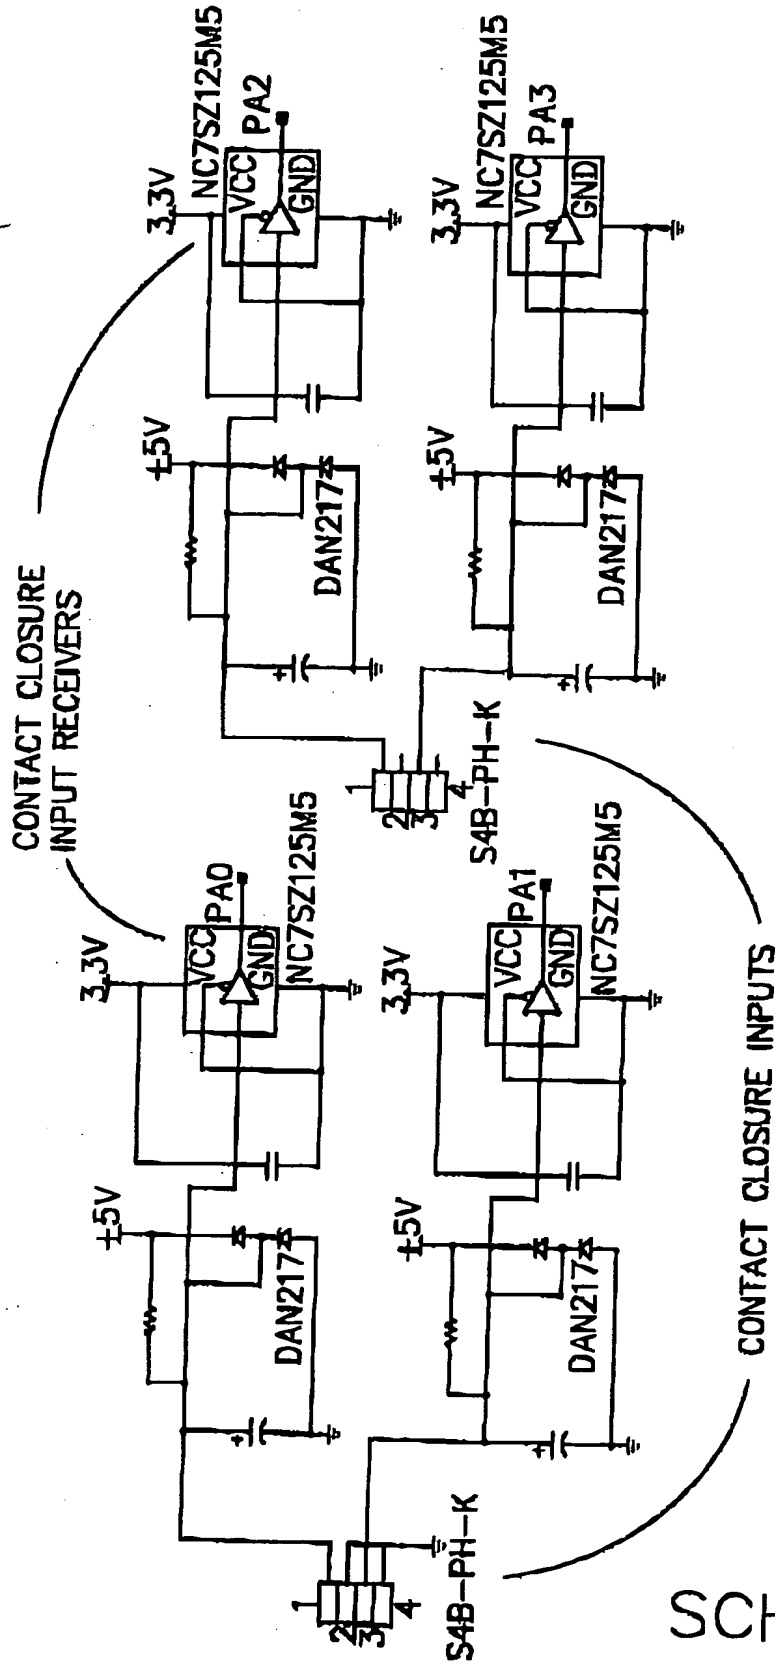 CONTACT CLOSURE
INPUT RECEIVERS
3.3V
VCC
GND
PA0
NC7SZ125M5
+5V
DAN217
1
2
3
4
S4B-PH-K
3.3V
VCC
GND
PA1
NC7SZ125M5
+5V
DAN217
3.3V
VCC
GND
PA2
NC7SZ125M5
+5V
DAN217
1
2
3
4
S4B-PH-K
3.3V
VCC
GND
PA3
NC7SZ125M5
+5V
DAN217
+
+
+
+
CONTACT CLOSURE INPUTS
SCH